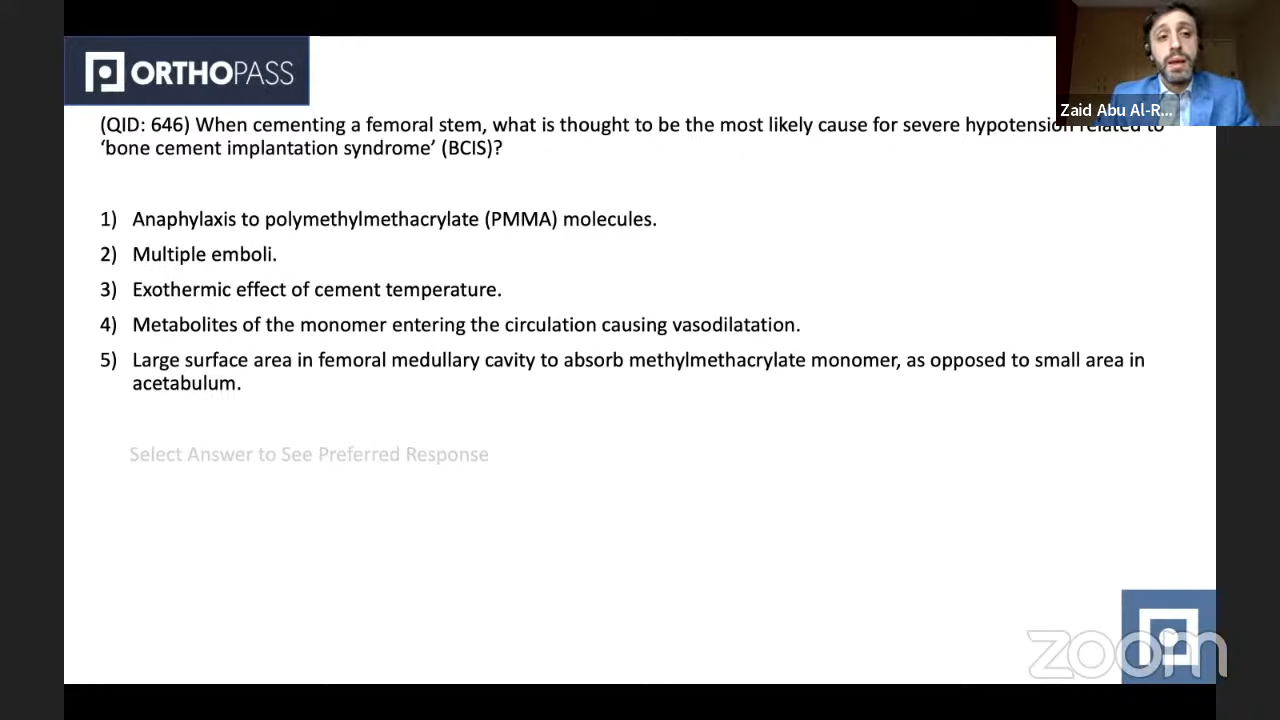 ORTHOPASS
Zaid Abu Al-R...
(QID: 646) When cementing a femoral stem, what is thought to be the most likely cause for severe hypotension related to
‘bone cement implantation syndrome’ (BCIS)?
1) Anaphylaxis to polymethylmethacrylate (PMMA) molecules.
2) Multiple emboli.
3) Exothermic effect of cement temperature.
4) Metabolites of the monomer entering the circulation causing vasodilatation.
5) Large surface area in femoral medullary cavity to absorb methylmethacrylate monomer, as opposed to small area in
acetabulum.
Select Answer to See Preferred Response
zoom